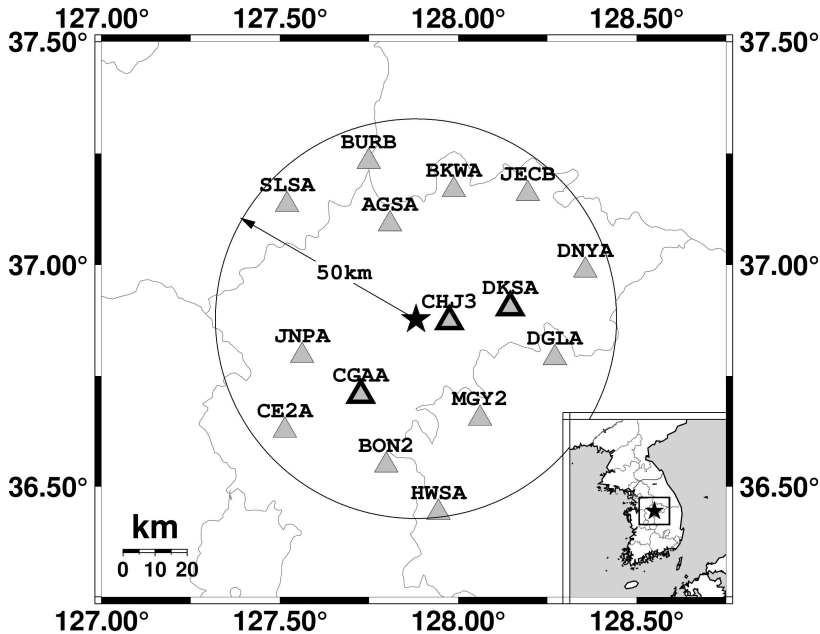 127.00° 127.50° 128.00° 128.50°
37.50° 37.50°
BURB
BKWA JECB
SLSA
AGSA
DNYA
37.00° 37.00°
50km
DKSA
CHJ3
JNPA DGLA
CGAA
MGY2
CE2A
BON2
36.50° HWSA 36.50°
km
0 10 20
127.00° 127.50° 128.00° 128.50°